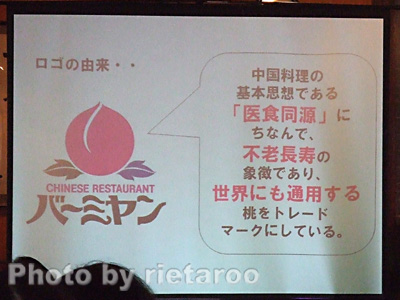 ロゴの由来・・
CHINESE RESTAURANT
バーミヤン
中国料理の
基本思想である
「医食同源」に
ちなんで、
不老長寿の
象徴であり、
世界にも通用する
桃をトレード
マークにしている。
Photo by rietaroo